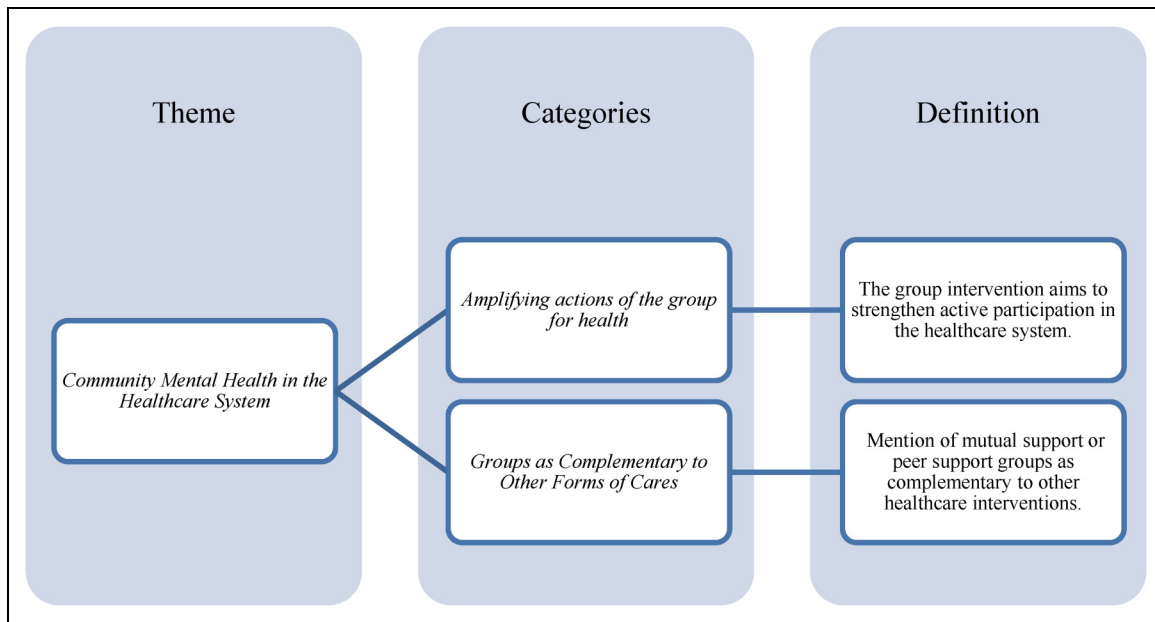 Theme
Categories
Definition
Community Mental Health in the
Healthcare System
Amplifying actions of the group
for health
The group intervention aims to
strengthen active participation in
the healthcare system.
Groups as Complementary to
Other Forms of Cares
Mention of mutual support or
peer support groups as
complementary to other
healthcare interventions.